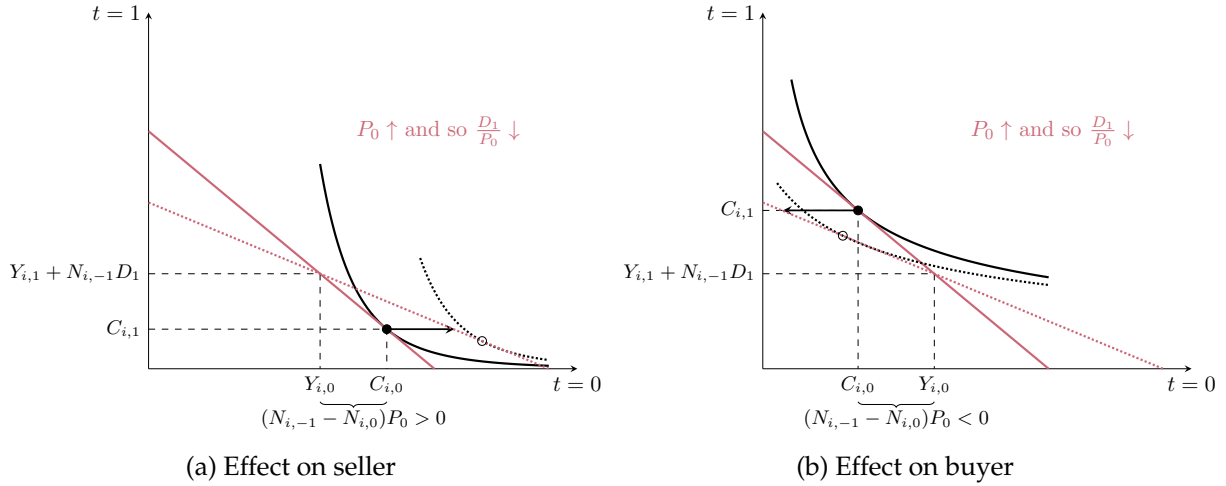 t = 1
P₀ ↑ and so D₁/P₀ ↓
Y_{i,1} + N_{i,−1}D₁
C_{i,1}
Y_{i,0}
C_{i,0}
t = 0
(N_{i,−1} − N_{i,0})P₀ > 0
(a) Effect on seller
t = 1
P₀ ↑ and so D₁/P₀ ↓
C_{i,1}
Y_{i,1} + N_{i,−1}D₁
C_{i,0}
Y_{i,0}
t = 0
(N_{i,−1} − N_{i,0})P₀ < 0
(b) Effect on buyer